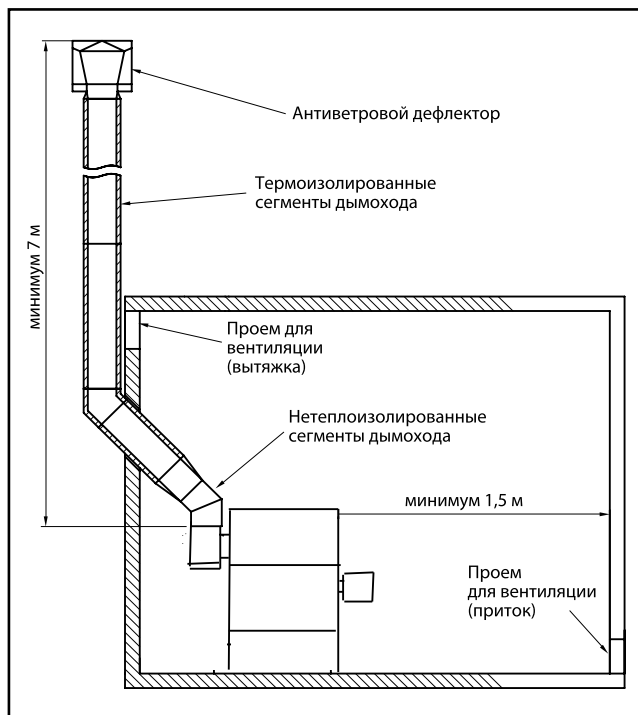 Антиветровой дефлектор
Термоизолированные
сегменты дымохода
минимум 7 м
Проем для
вентиляции
(вытяжка)
Нетеплоизолированные
сегменты дымохода
минимум 1,5 м
Проем
для вентиляции
(приток)